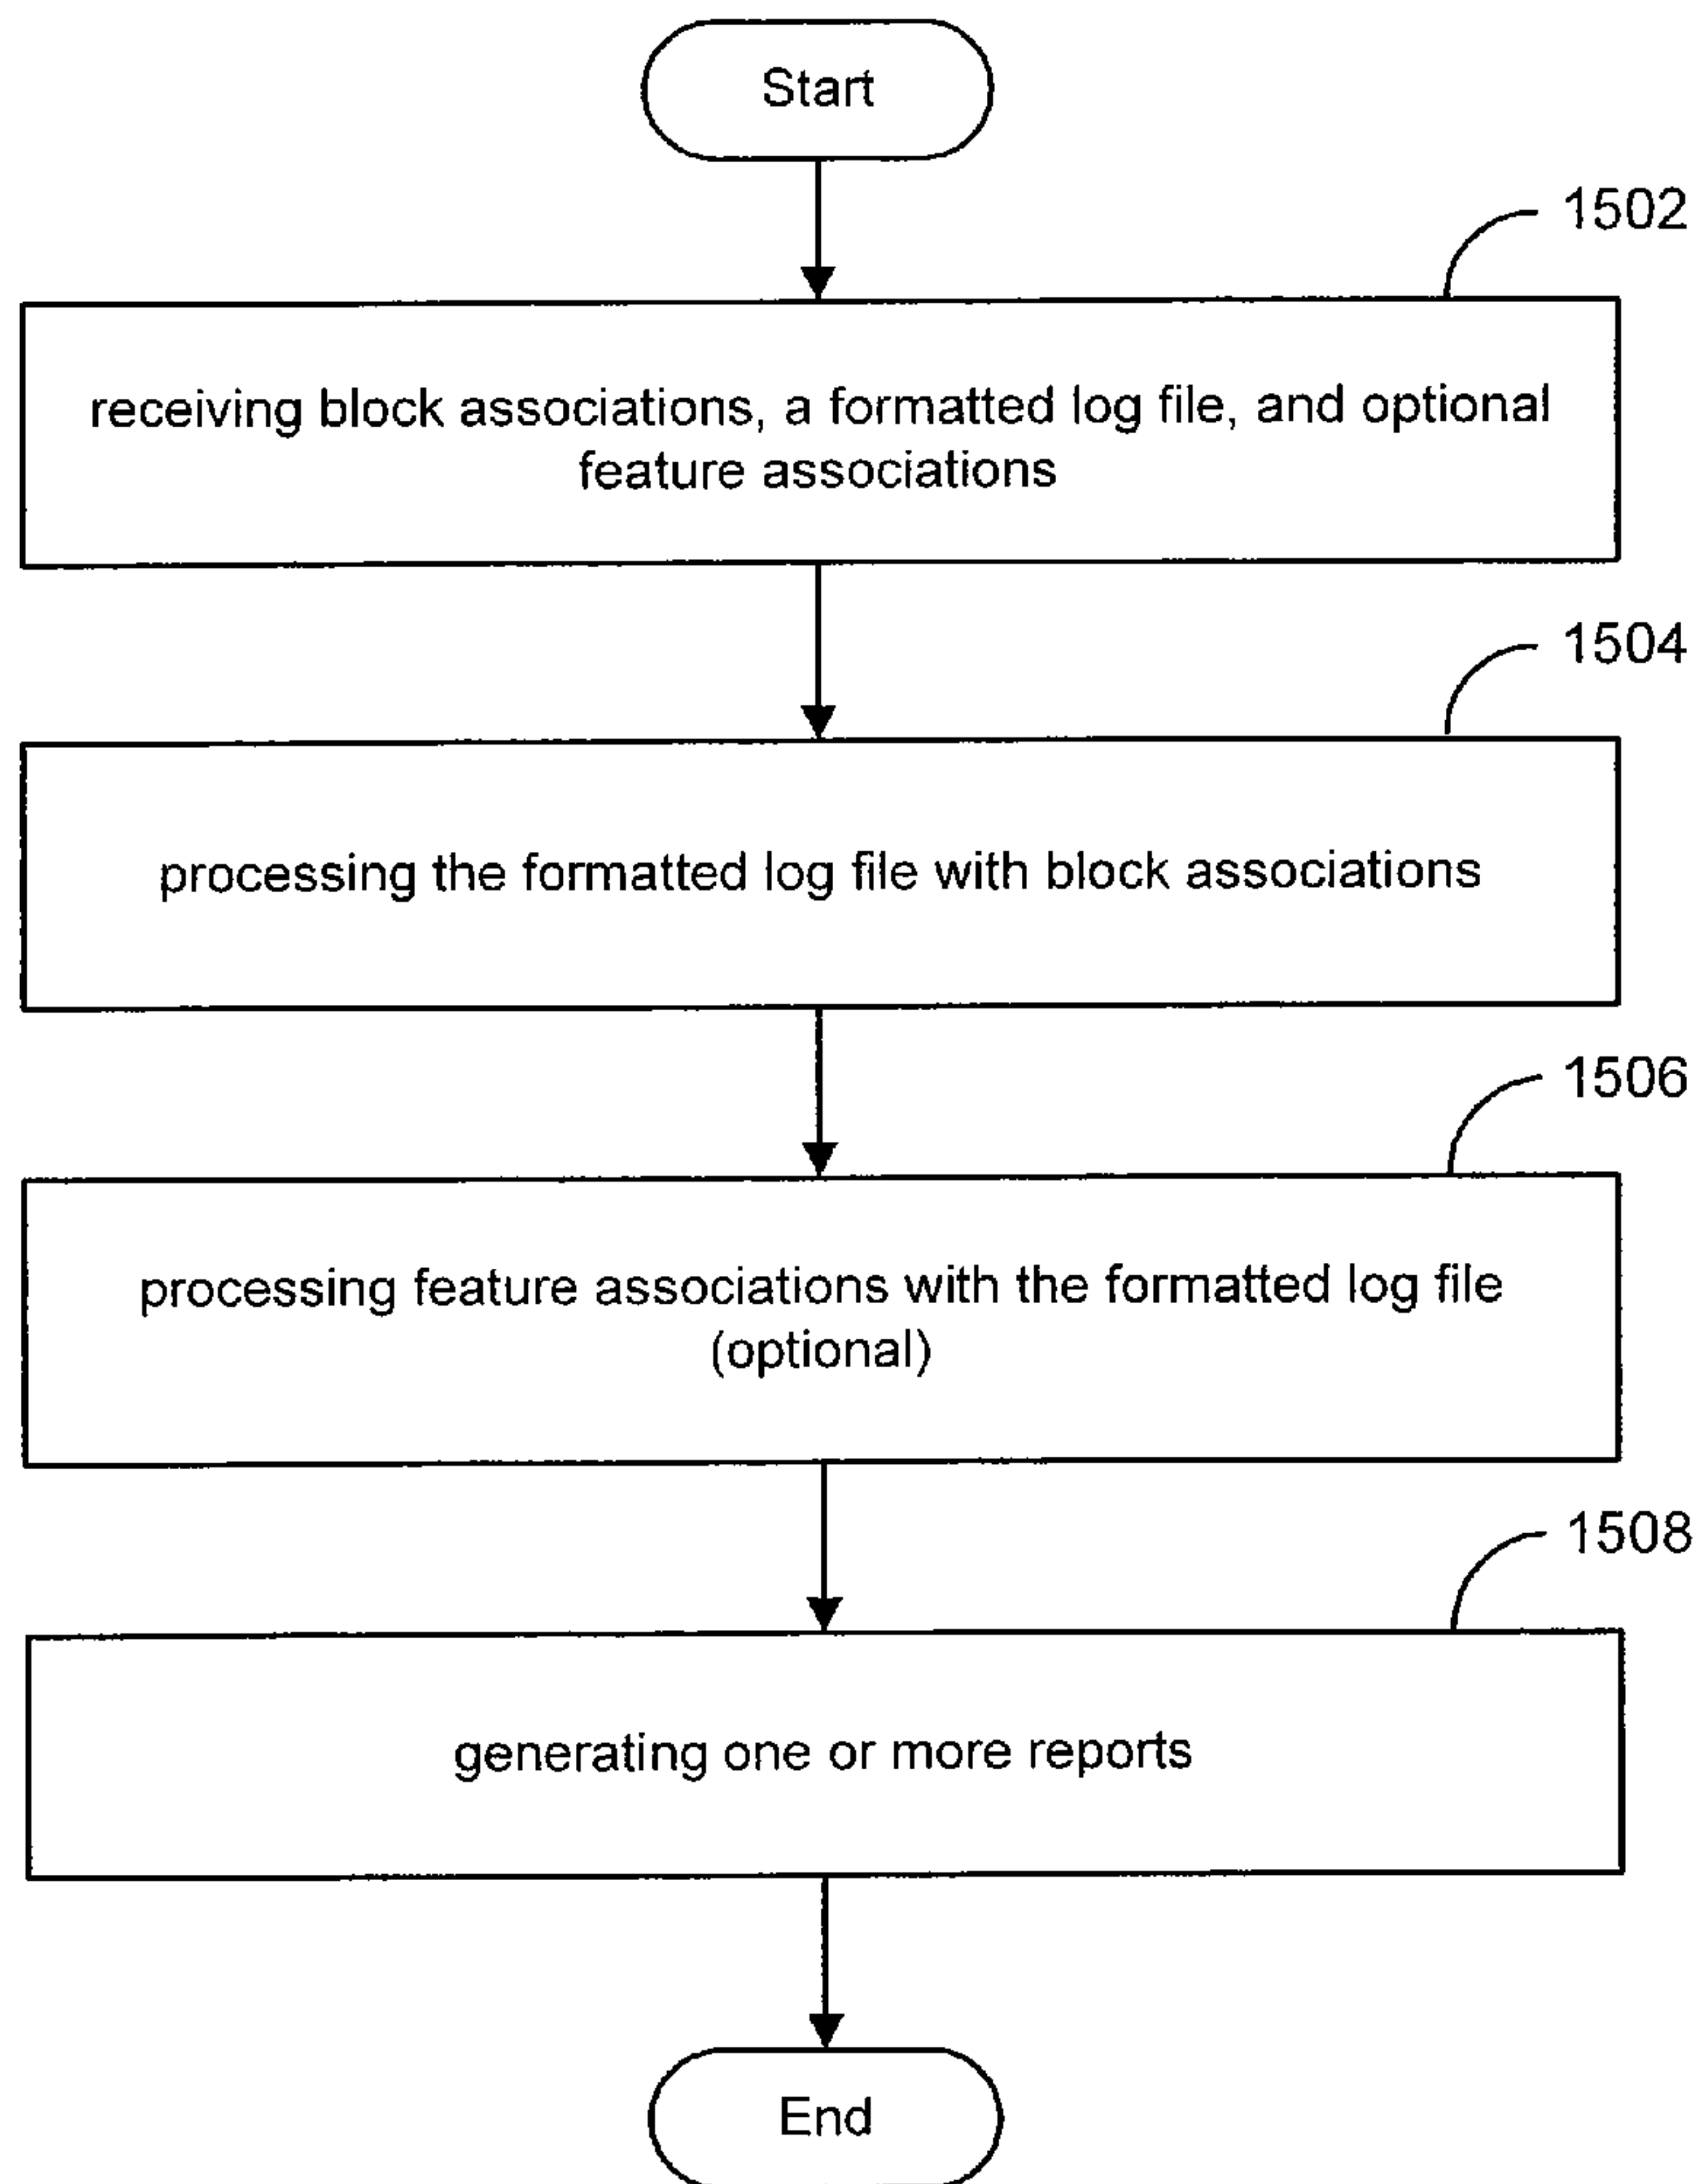 Start
1502
receiving block associations, a formatted log file, and optional
feature associations
1504
processing the formatted log file with block associations
1506
processing feature associations with the formatted log file
(optional)
1508
generating one or more reports
End